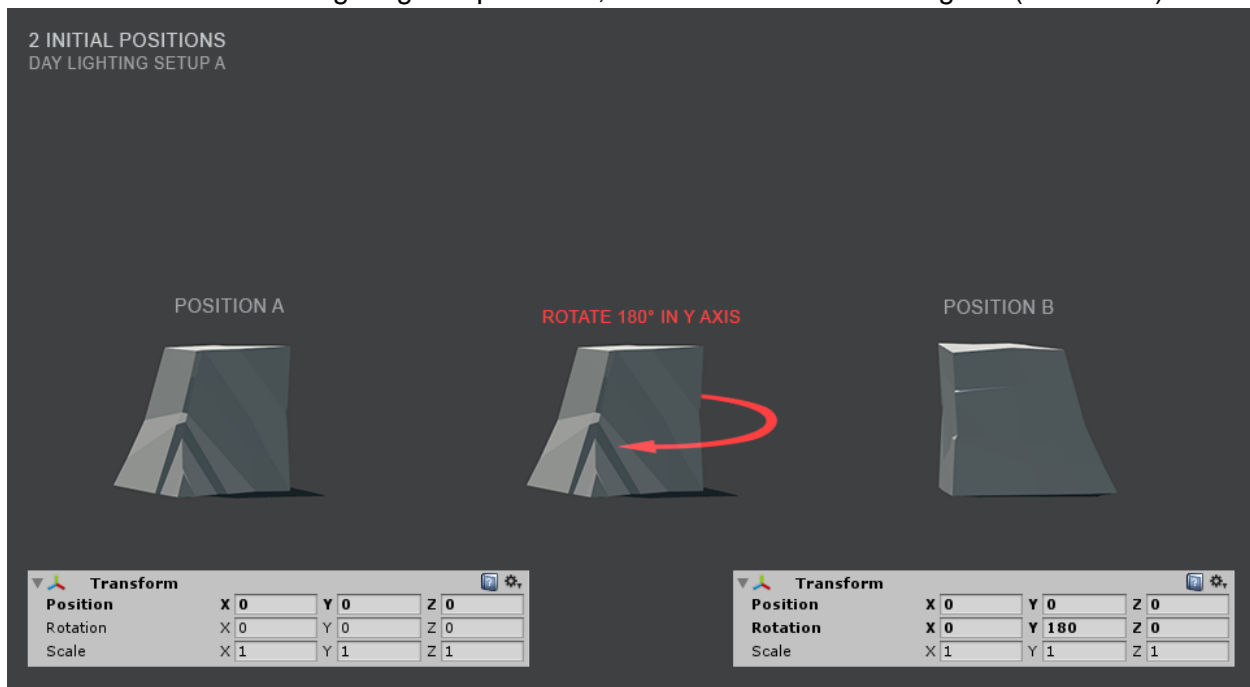 2 INITIAL POSITIONS
DAY LIGHTING SETUP A
POSITION A
ROTATE 180° IN Y AXIS
POSITION B
Transform
Position X 0 Y 0 Z 0
Rotation X 0 Y 0 Z 0
Scale X 1 Y 1 Z 1
Transform
Position X 0 Y 0 Z 0
Rotation X 0 Y 180 Z 0
Scale X 1 Y 1 Z 1